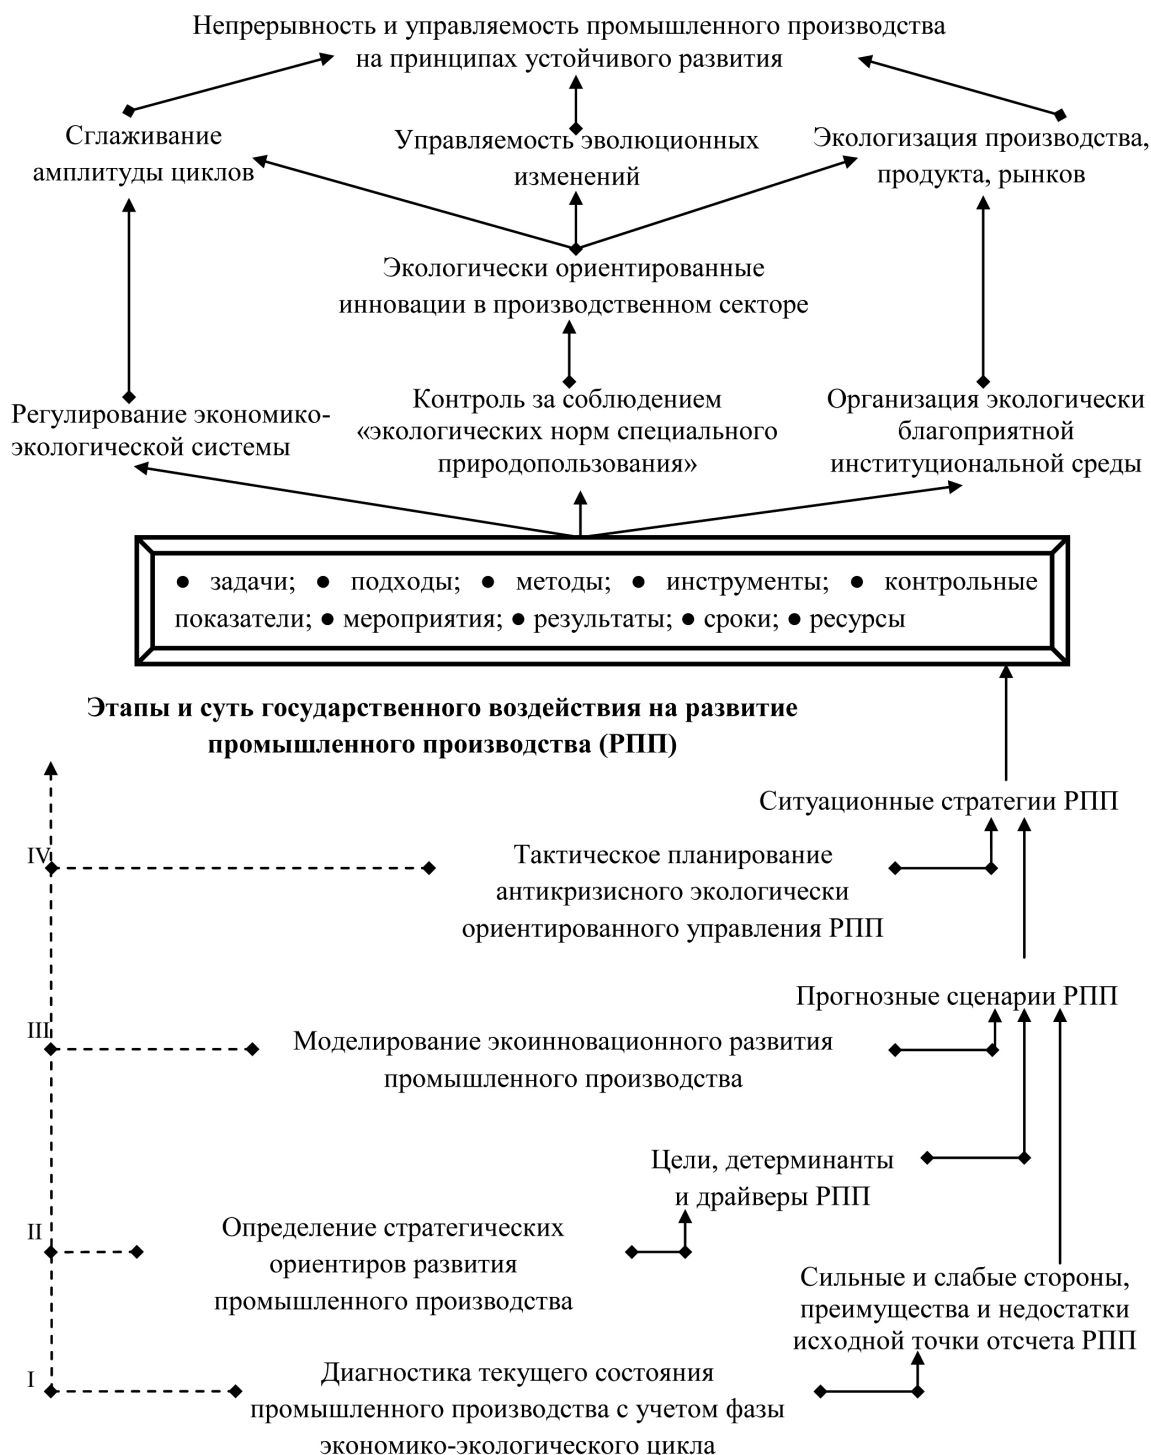 Непрерывность и управляемость промышленного производства
на принципах устойчивого развития
Сглаживание
амплитуды циклов
Управляемость эволюционных
изменений
Экологизация производства,
продукта, рынков
Экологически ориентированные
инновации в производственном секторе
Регулирование экономико-
экологической системы
Контроль за соблюдением
«экологических норм специального
природопользования»
Организация экологически
благоприятной
институциональной среды
● задачи; ● подходы; ● методы; ● инструменты; ● контрольные
показатели; ● мероприятия; ● результаты; ● сроки; ● ресурсы
Этапы и суть государственного воздействия на развитие
промышленного производства (РПП)
Ситуационные стратегии РПП
IV
Тактическое планирование
антикризисного экологически
ориентированного управления РПП
Прогнозные сценарии РПП
III
Моделирование экоинновационного развития
промышленного производства
Цели, детерминанты
и драйверы РПП
II
Определение стратегических
ориентиров развития
промышленного производства
Сильные и слабые стороны,
преимущества и недостатки
исходной точки отсчета РПП
I
Диагностика текущего состояния
промышленного производства с учетом фазы
экономико-экологического цикла